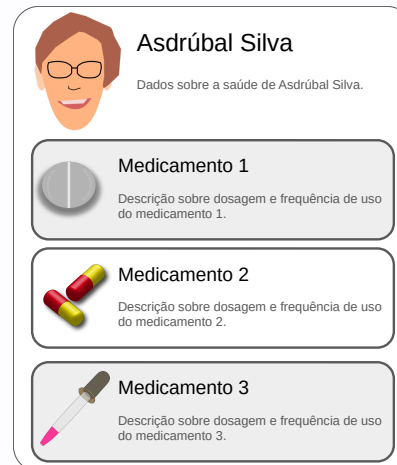 Asdrúbal Silva
Dados sobre a saúde de Asdrúbal Silva.
Medicamento 1
Descrição sobre dosagem e frequência de uso
do medicamento 1.
Medicamento 2
Descrição sobre dosagem e frequência de uso
do medicamento 2.
Medicamento 3
Descrição sobre dosagem e frequência de uso
do medicamento 3.